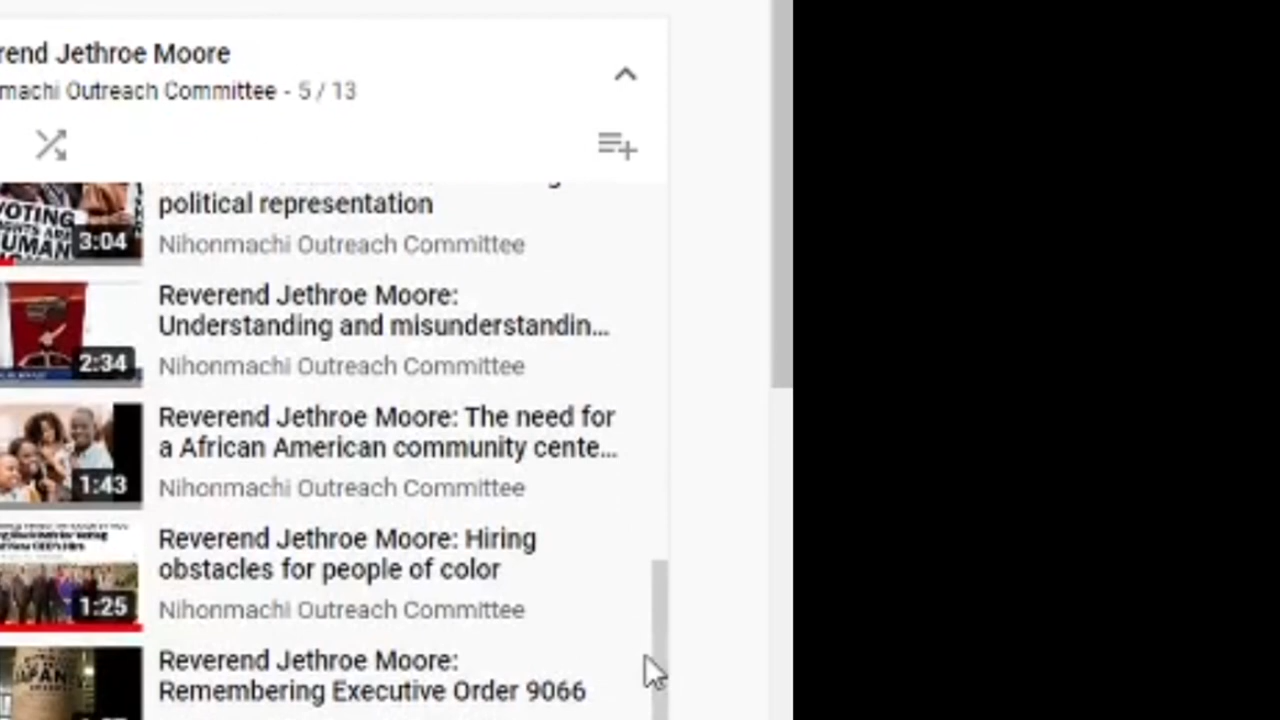 rend Jethroe Moore
machi Outreach Committee - 5 / 13
political representation
VOTING
UMAN
3:04
Nihonmachi Outreach Committee
Reverend Jethroe Moore:
Understanding and misunderstandin...
2:34
Nihonmachi Outreach Committee
Reverend Jethroe Moore: The need for
a African American community cente...
1:43
Nihonmachi Outreach Committee
Reverend Jethroe Moore: Hiring
obstacles for people of color
1:25
Nihonmachi Outreach Committee
Reverend Jethroe Moore:
Remembering Executive Order 9066